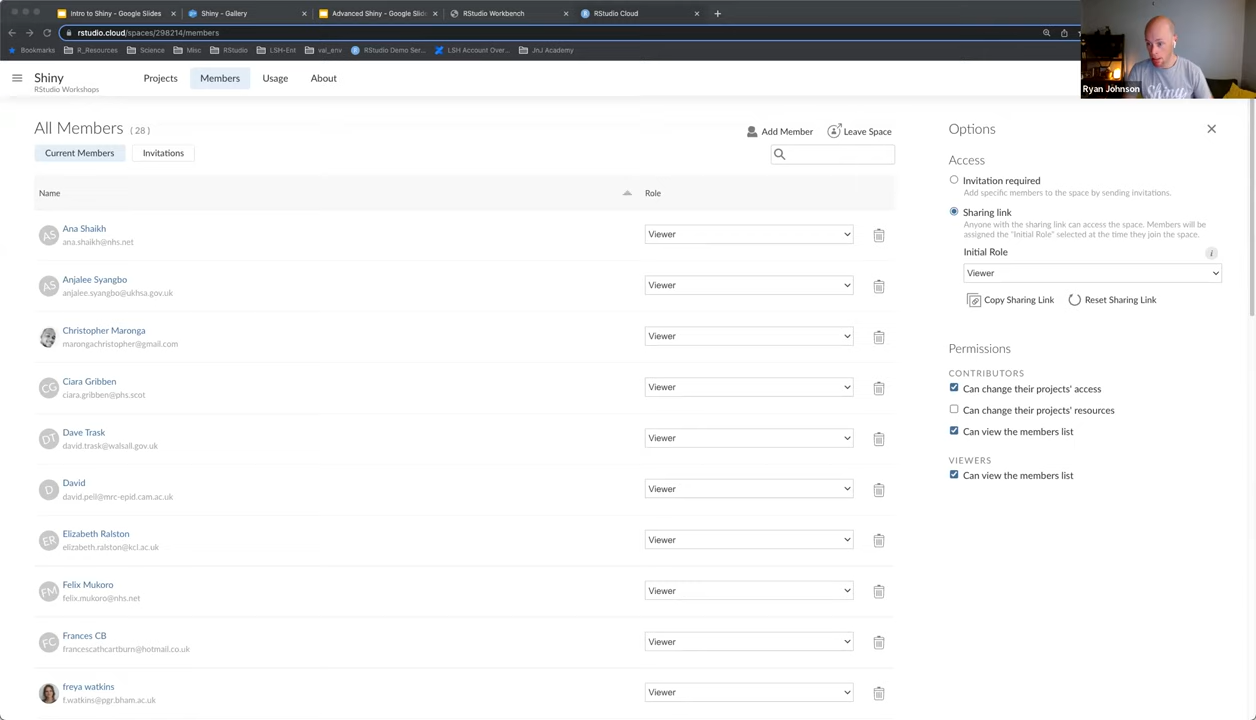 Intro to Shiny - Google Slides
Shiny - Gallery
Advanced Shiny - Google Slid
RStudio Workbench
RStudio Cloud
rstudio.cloud/spaces/298214/members
Bookmarks
R_Resources
Science
Misc
RStudio
LSH-Ent
val_env
RStudio Demo Ser...
LSH Account Over...
JnJ Academy
Shiny
RStudio Workshops
Projects
Members
Usage
About
Ryan Johnson
All Members (28)
Add Member
Leave Space
Current Members
Invitations
Name
Role
AS
Ana Shaikh
ana.shaikh@nhs.net
Viewer
AS
Anjalee Syangbo
anjalee.syangbo@ukhsa.gov.uk
Viewer
Christopher Maronga
marongachristopher@gmail.com
Viewer
CG
Ciara Gribben
ciara.gribben@phs.scot
Viewer
DT
Dave Trask
david.trask@walsall.gov.uk
Viewer
D
David
david.pell@mrc-epid.cam.ac.uk
Viewer
ER
Elizabeth Ralston
elizabeth.ralston@kcl.ac.uk
Viewer
FM
Felix Mukoro
felix.mukoro@nhs.net
Viewer
FC
Frances CB
francescathcartburn@hotmail.co.uk
Viewer
freya watkins
f.watkins@pgr.bham.ac.uk
Viewer
Options
Access
Invitation required
Add specific members to the space by sending invitations.
Sharing link
Anyone with the sharing link can access the space. Members will be
assigned the "Initial Role" selected at the time they join the space.
Initial Role
i
Viewer
Copy Sharing Link
Reset Sharing Link
Permissions
CONTRIBUTORS
Can change their projects' access
Can change their projects' resources
Can view the members list
VIEWERS
Can view the members list